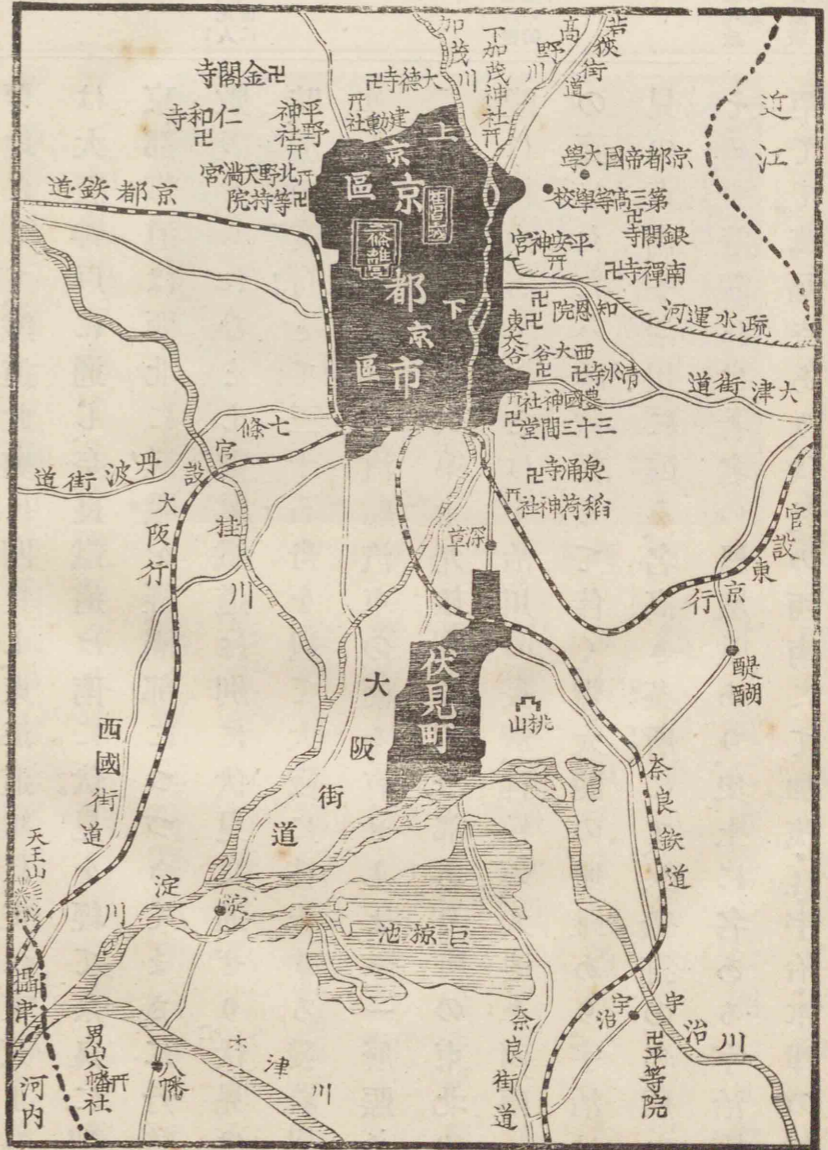 若狹街道
高野川
下加茂神社
加茂川
大德寺
建勳社
金閣寺
仁和寺
平野神社
北野天滿宮
等持院
近江
京都帝國大學
第三高等學校
銀閣寺
平安神宮
南禪寺
知恩院
疏水運河
東大谷
西大谷
清水寺
豊國神社
三十三間堂
大津街道
泉涌寺
稻荷神社
上京區
京都市
二條離宮
下京區
京都鉄道
七條
丹波街道
官設大阪行
桂川
深草
官設東京行
醍醐
伏見町
桃山
大阪街道
西國街道
奈良鉄道
天王山
淀川
淀
巨掠池
宇治
宇治川
平等院
奈良街道
攝津
河内
男山八幡社
八幡
木津川